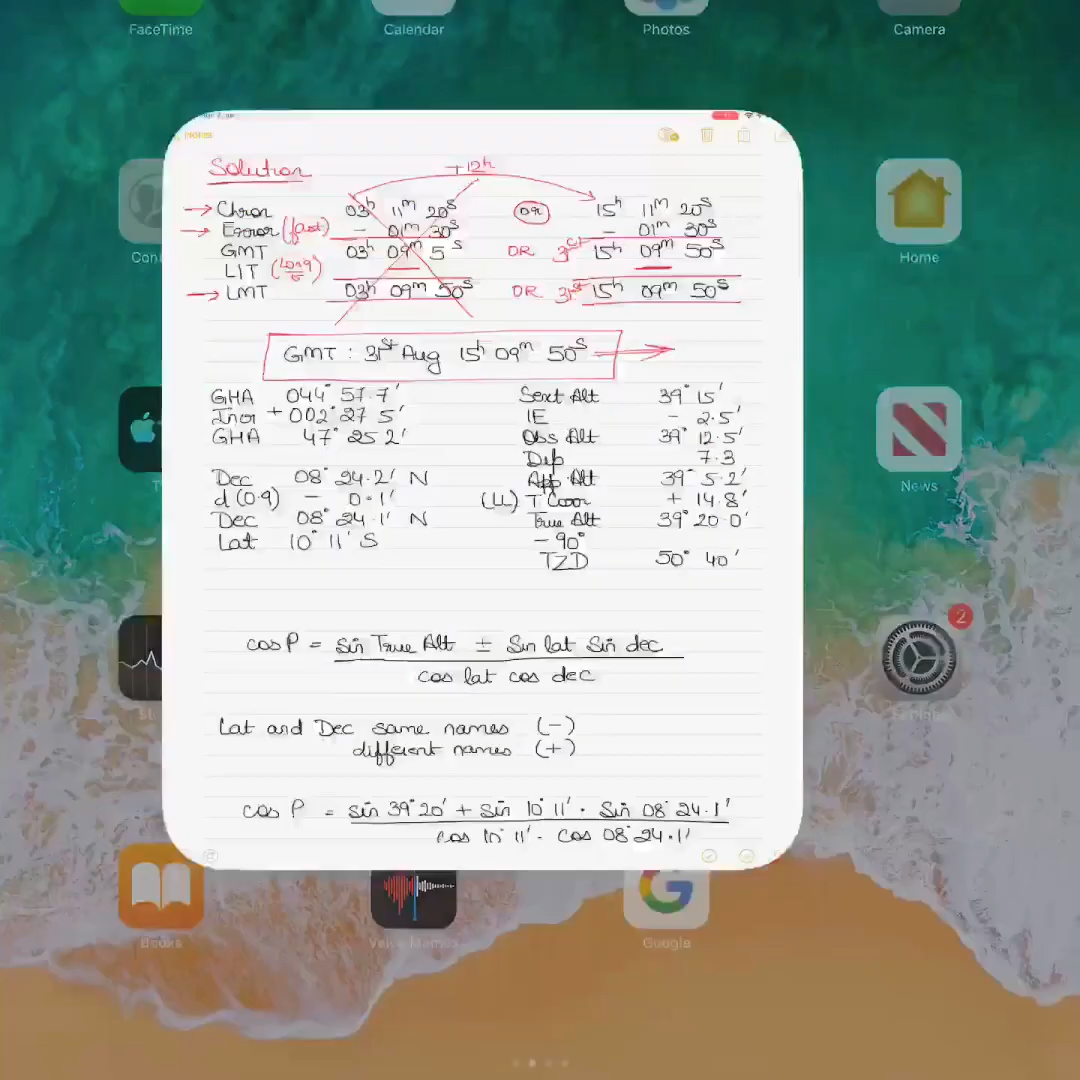 FaceTime Calendar Photos Camera
Notes
Solution
+12h
→ Chron 03h 11m 20s OR 15h 11m 20s
→ Error (fast) - 01m 30s - 01m 30s
GMT 03h 09m 5s OR 31st 15h 09m 50s
LIT (Long/15)
→ LMT 03h 09m 50s OR 31st 15h 09m 50s
GMT : 31st Aug 15h 09m 50s
GHA 044° 57.7' Sext Alt 39° 15'
Incr + 002° 27 5' IE - 2.5'
GHA 47° 25 2' Obs Alt 39° 12.5'
Dip 7.3
Dec 08° 24.2' N App Alt 39° 5.2'
d (0.9) - 0.1' (LL) T Corr + 14.8'
Dec 08° 24.1' N True Alt 39° 20.0'
Lat 10° 11' S - 90°
TZD 50° 40'
cos P = sin True Alt ± Sin lat Sin dec
cos lat cos dec
Lat and Dec same names (-)
different names (+)
cos P = sin 39° 20' + sin 10° 11' . Sin 08° 24.1'
cos 10° 11' . cos 08° 24.1'
Home
News
2
Books Voice Memos Google